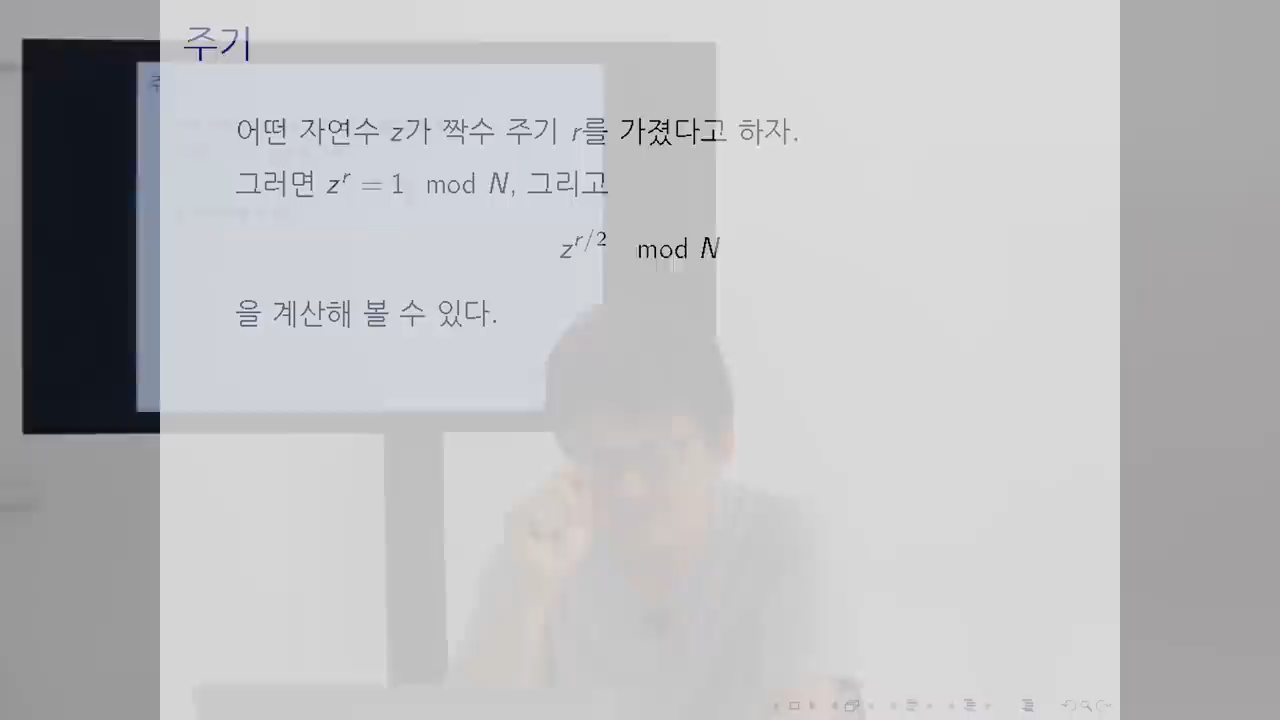 주기
어떤 자연수 z가 짝수 주기 r를 가졌다고 하자.
그러면 z^r = 1 mod N, 그리고
z^{r/2} mod N
을 계산해 볼 수 있다.